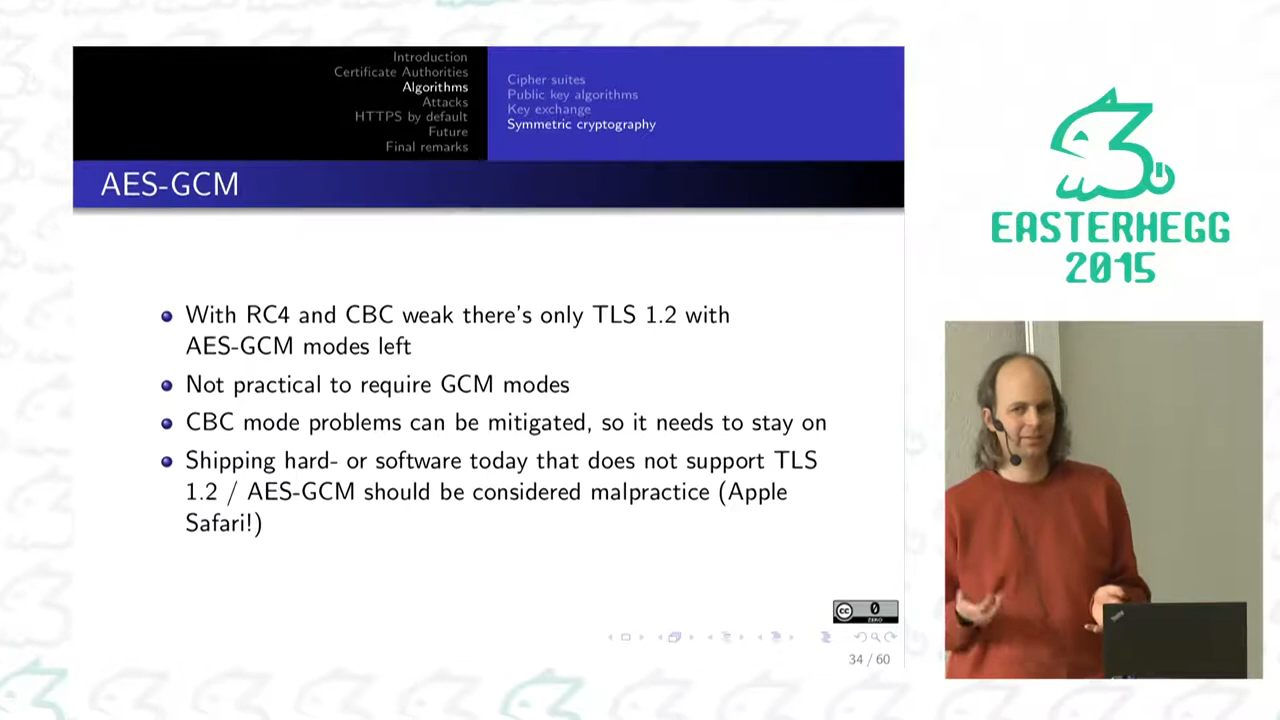 Introduction
Certificate Authorities
Algorithms
Attacks
HTTPS by default
Future
Final remarks
Cipher suites
Public key algorithms
Key exchange
Symmetric cryptography
AES-GCM
With RC4 and CBC weak there's only TLS 1.2 with
AES-GCM modes left
Not practical to require GCM modes
CBC mode problems can be mitigated, so it needs to stay on
Shipping hard- or software today that does not support TLS
1.2 / AES-GCM should be considered malpractice (Apple
Safari!)
cc 0
ZERO
34 / 60
EASTERHEGG
2015